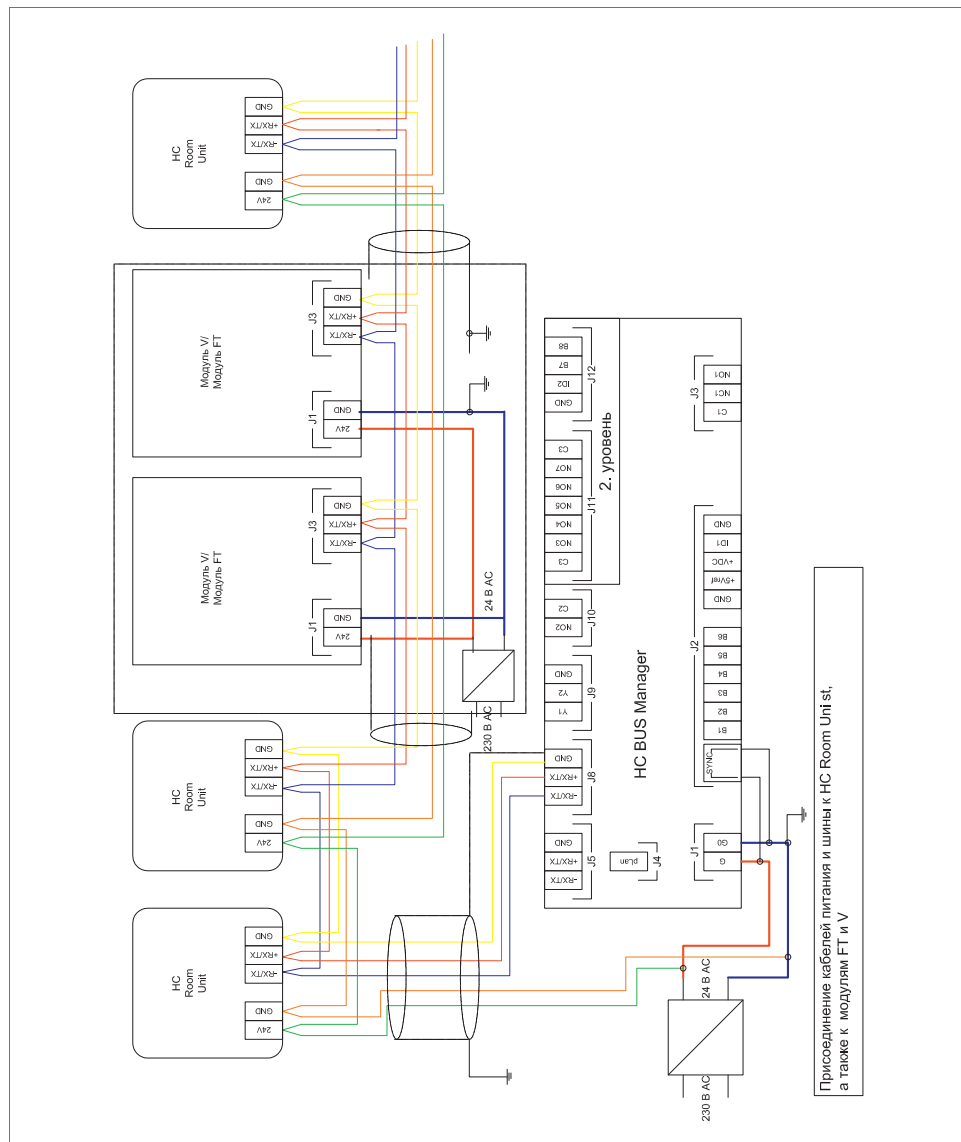 HC
Room
Unit
GND
+RX/TX
-RX/TX
GND
24V
Модуль V/
Модуль FT
J3
GND
+RX/TX
-RX/TX
J1
GND
24V
Модуль V/
Модуль FT
J3
GND
+RX/TX
-RX/TX
J1
GND
24V
24 В AC
230 В AC
HC
Room
Unit
GND
+RX/TX
-RX/TX
GND
24V
HC
Room
Unit
GND
+RX/TX
-RX/TX
GND
24V
B8
B7
ID2
GND
J12
C3
NO7
NO6
NO5
NO4
NO3
C3
J11
2. уровень
C2
NO2
J10
GND
Y2
Y1
J9
GND
+RX/TX
-RX/TX
J8
GND
+RX/TX
-RX/TX
J5
pLan
J4
HC BUS Manager
NO1
NC1
C1
J3
GND
ID1
+VDC
+5Vref
GND
J2
B6
B5
B4
B3
B2
B1
SYNC
G0
G
J1
24 В AC
230 В AC
Присоединение кабелей питания и шины к HC Room Uni st,
а также к модулям FT и V